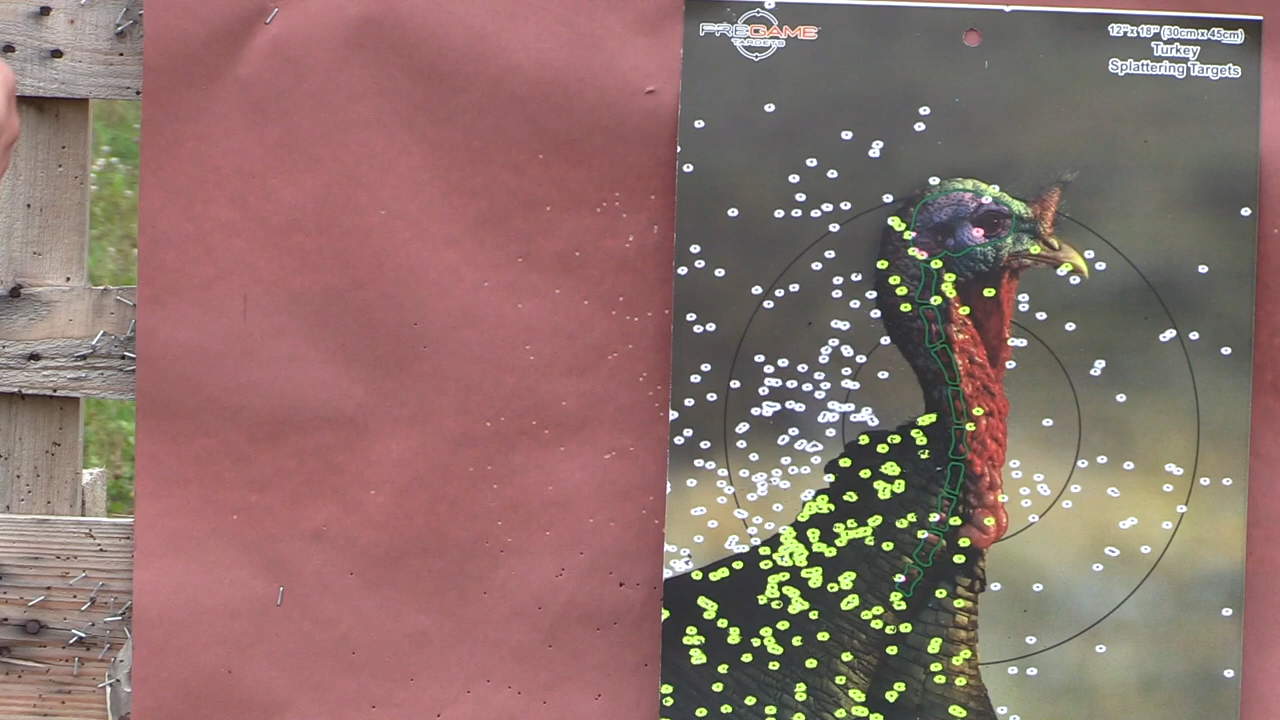 PREGAME
TARGETS
12"x 18" (30cm x 45cm)
Turkey
Splattering Targets